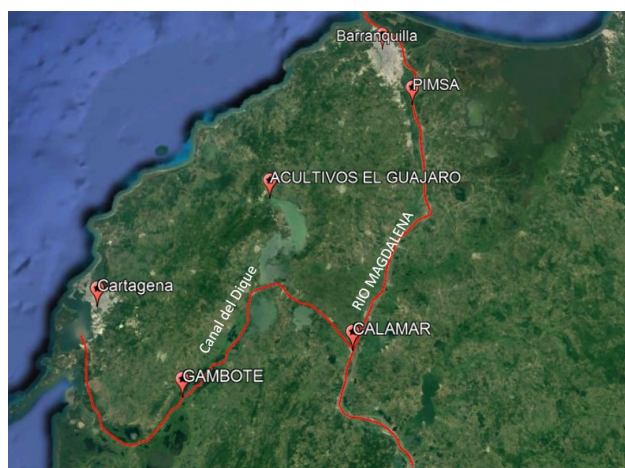 Barranquilla
PIMSA
ACULTIVOS EL GUAJARO
RIO MAGDALENA
Canal del Dique
Cartagena
CALAMAR
GAMBOTE